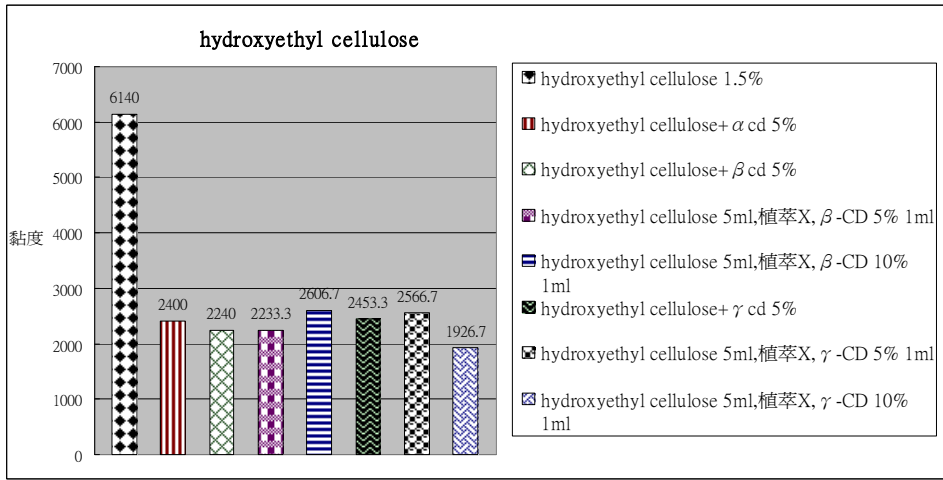 hydroxyethyl cellulose
黏度
7000
6000
5000
4000
3000
2000
1000
0
6140
2400
2240
2233.3
2606.7
2453.3
2566.7
1926.7
hydroxyethyl cellulose 1.5%
hydroxyethyl cellulose+ α cd 5%
hydroxyethyl cellulose+ β cd 5%
hydroxyethyl cellulose 5ml,植萃X, β -CD 5% 1ml
hydroxyethyl cellulose 5ml,植萃X, β -CD 10%
1ml
hydroxyethyl cellulose+ γ cd 5%
hydroxyethyl cellulose 5ml,植萃X, γ -CD 5% 1ml
hydroxyethyl cellulose 5ml,植萃X, γ -CD 10%
1ml